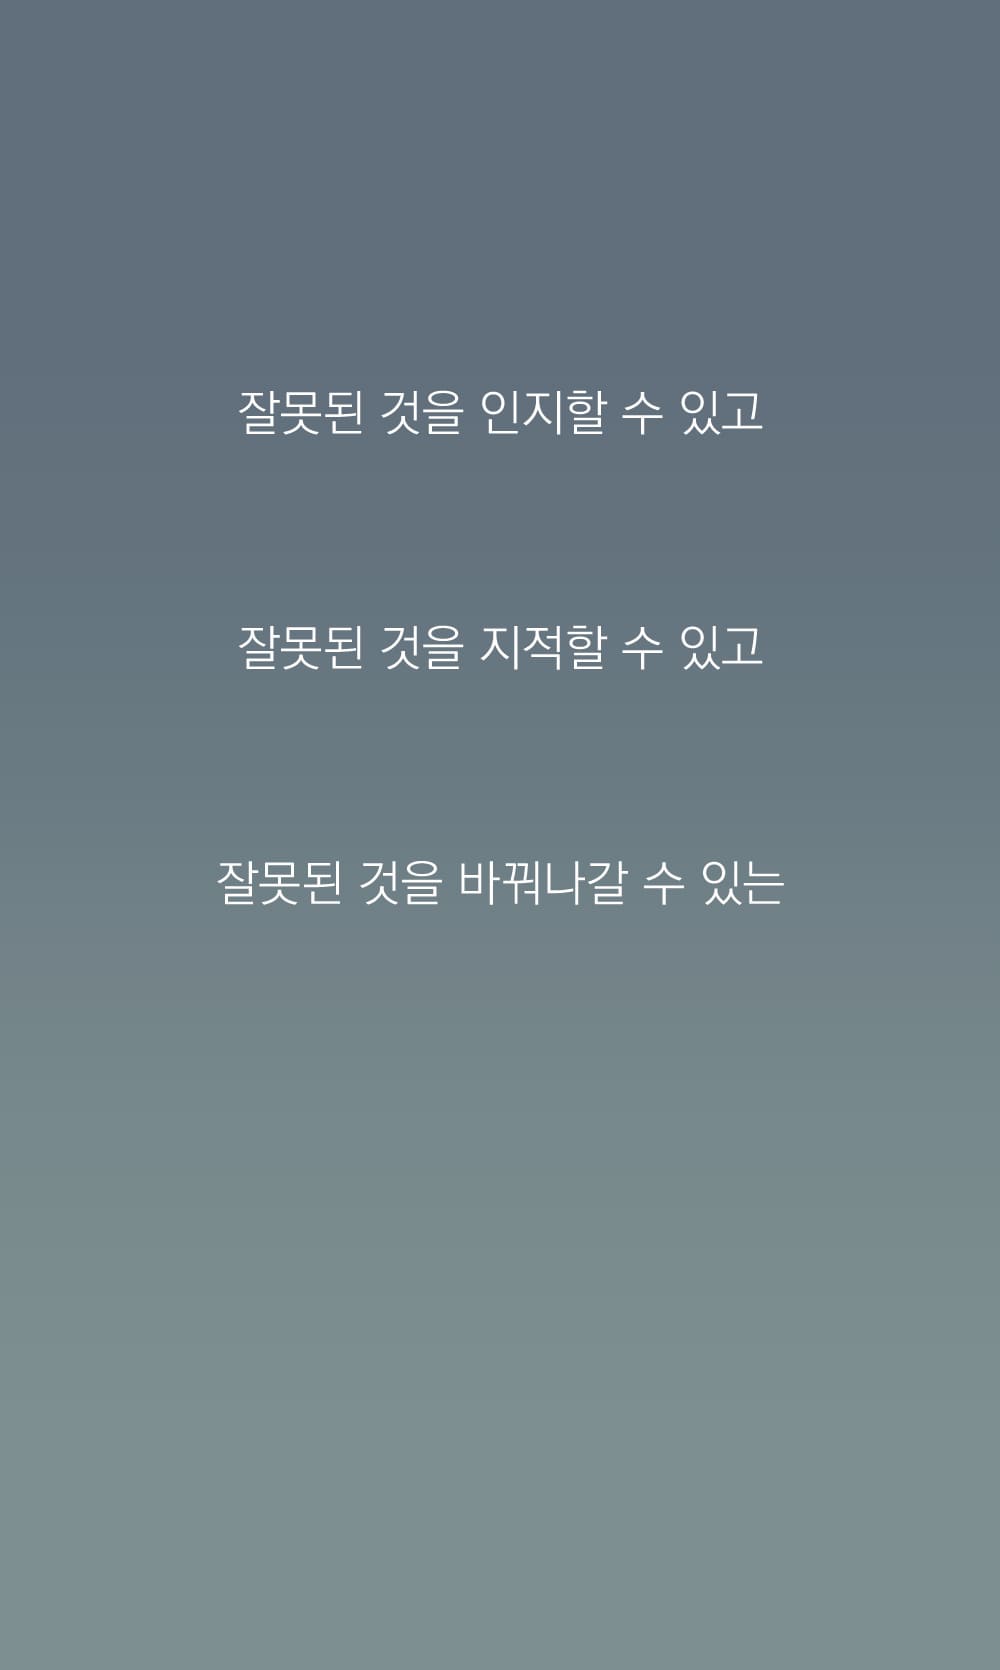 잘못된 것을 인지할 수 있고
잘못된 것을 지적할 수 있고
잘못된 것을 바꿔나갈 수 있는